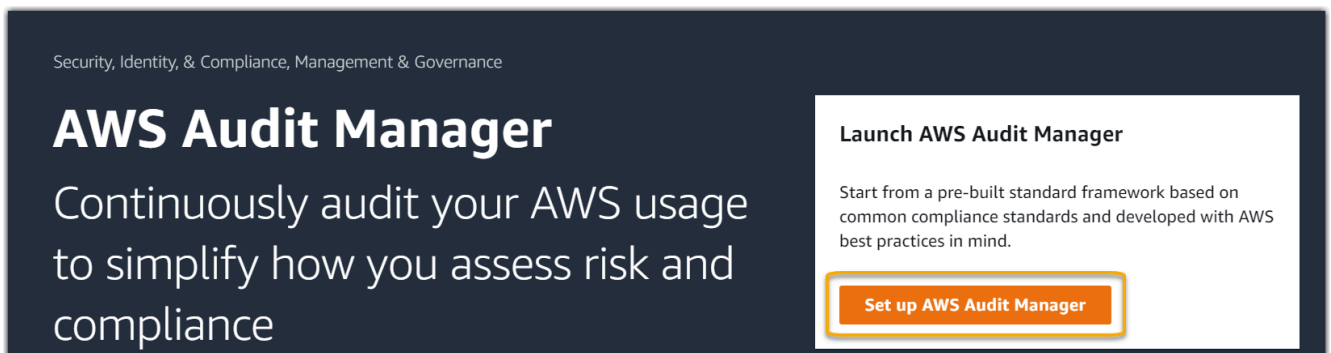 Security, Identity, & Compliance, Management & Governance
AWS Audit Manager
Continuously audit your AWS usage
to simplify how you assess risk and
compliance
Launch AWS Audit Manager
Start from a pre-built standard framework based on
common compliance standards and developed with AWS
best practices in mind.
Set up AWS Audit Manager